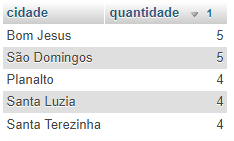 cidade quantidade 1
Bom Jesus 5
São Domingos 5
Planalto 4
Santa Luzia 4
Santa Terezinha 4